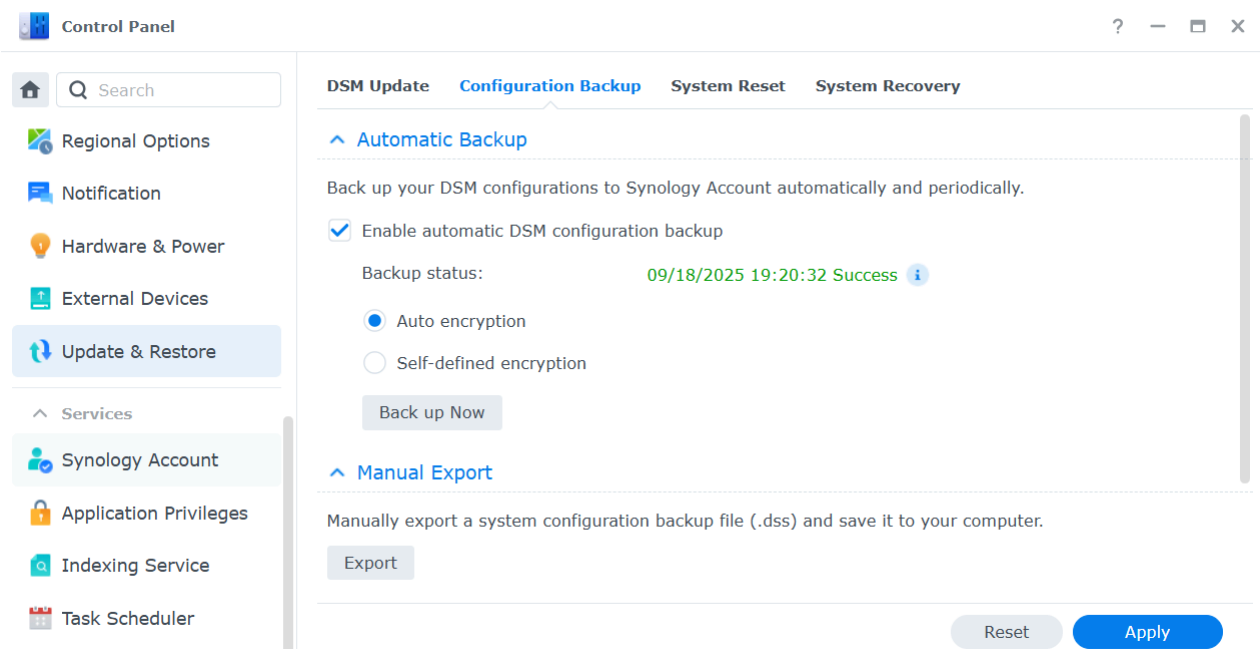 Control Panel
?
Search
Regional Options
Notification
Hardware & Power
External Devices
Update & Restore
Services
Synology Account
Application Privileges
Indexing Service
Task Scheduler
DSM Update Configuration Backup System Reset System Recovery
Automatic Backup
Back up your DSM configurations to Synology Account automatically and periodically.
Enable automatic DSM configuration backup
Backup status: 09/18/2025 19:20:32 Success i
Auto encryption
Self-defined encryption
Back up Now
Manual Export
Manually export a system configuration backup file (.dss) and save it to your computer.
Export
Reset Apply